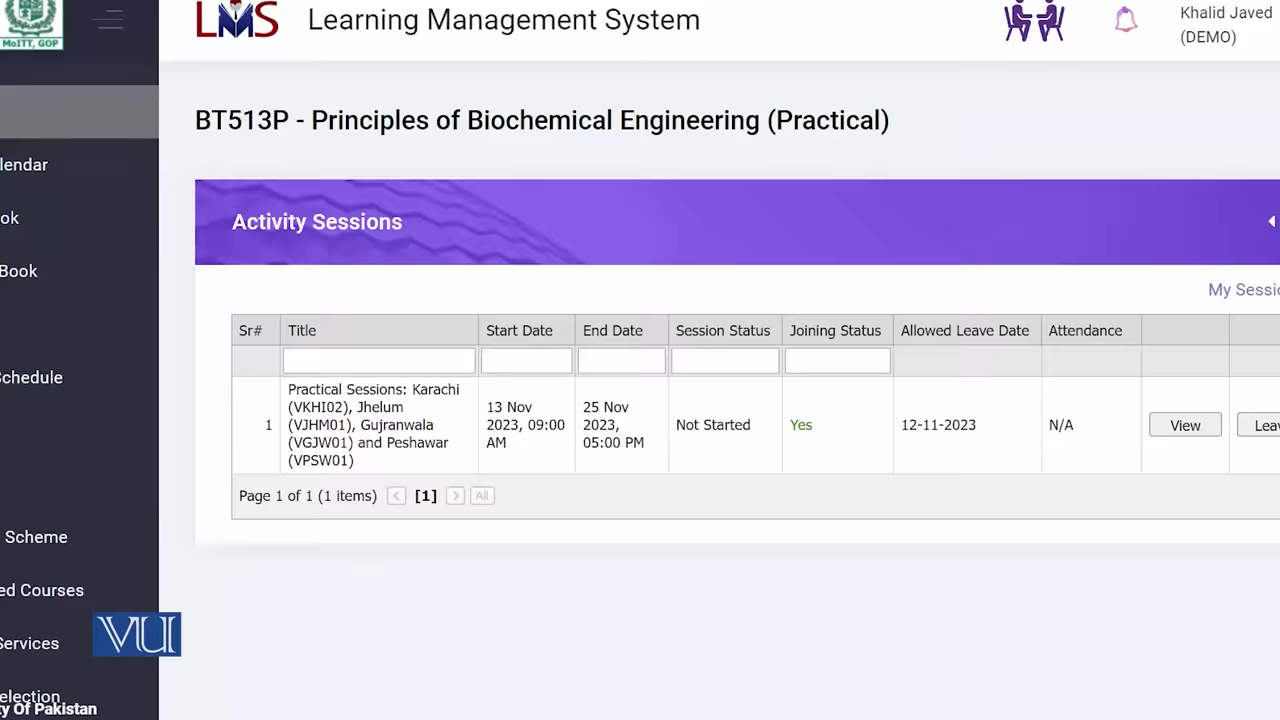 MoITT, GOP
LMS
Learning Management System
Khalid Javed
(DEMO)
BT513P - Principles of Biochemical Engineering (Practical)
lendar
ok
Book
Schedule
Scheme
ed Courses
Services
election
ty Of Pakistan
VU
Activity Sessions
My Sessio
Sr# Title Start Date End Date Session Status Joining Status Allowed Leave Date Attendance
Practical Sessions: Karachi
(VKHI02), Jhelum
(VJHM01), Gujranwala
(VGJW01) and Peshawar
(VPSW01)
1
13 Nov
2023, 09:00
AM
25 Nov
2023,
05:00 PM
Not Started
Yes
12-11-2023
N/A
View
Leav
Page 1 of 1 (1 items) < [1] > All